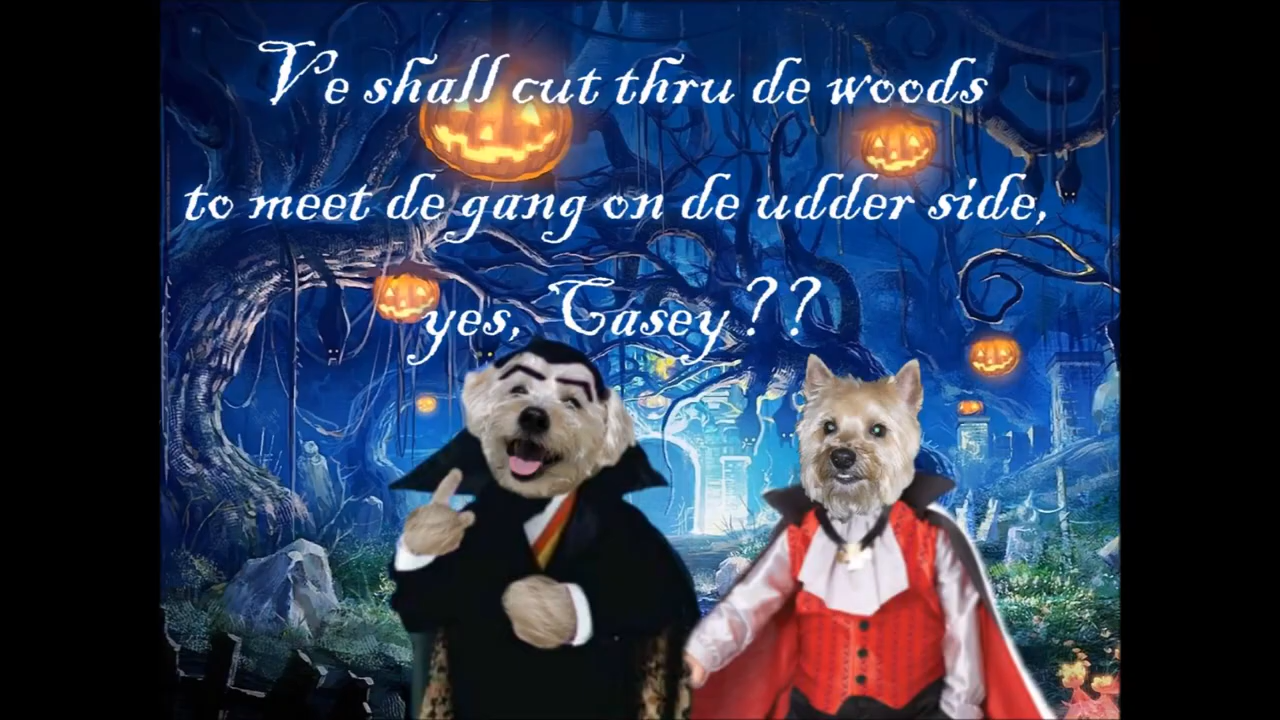 Ve shall cut thru de woods
to meet de gang on de udder side,
yes, Casey??